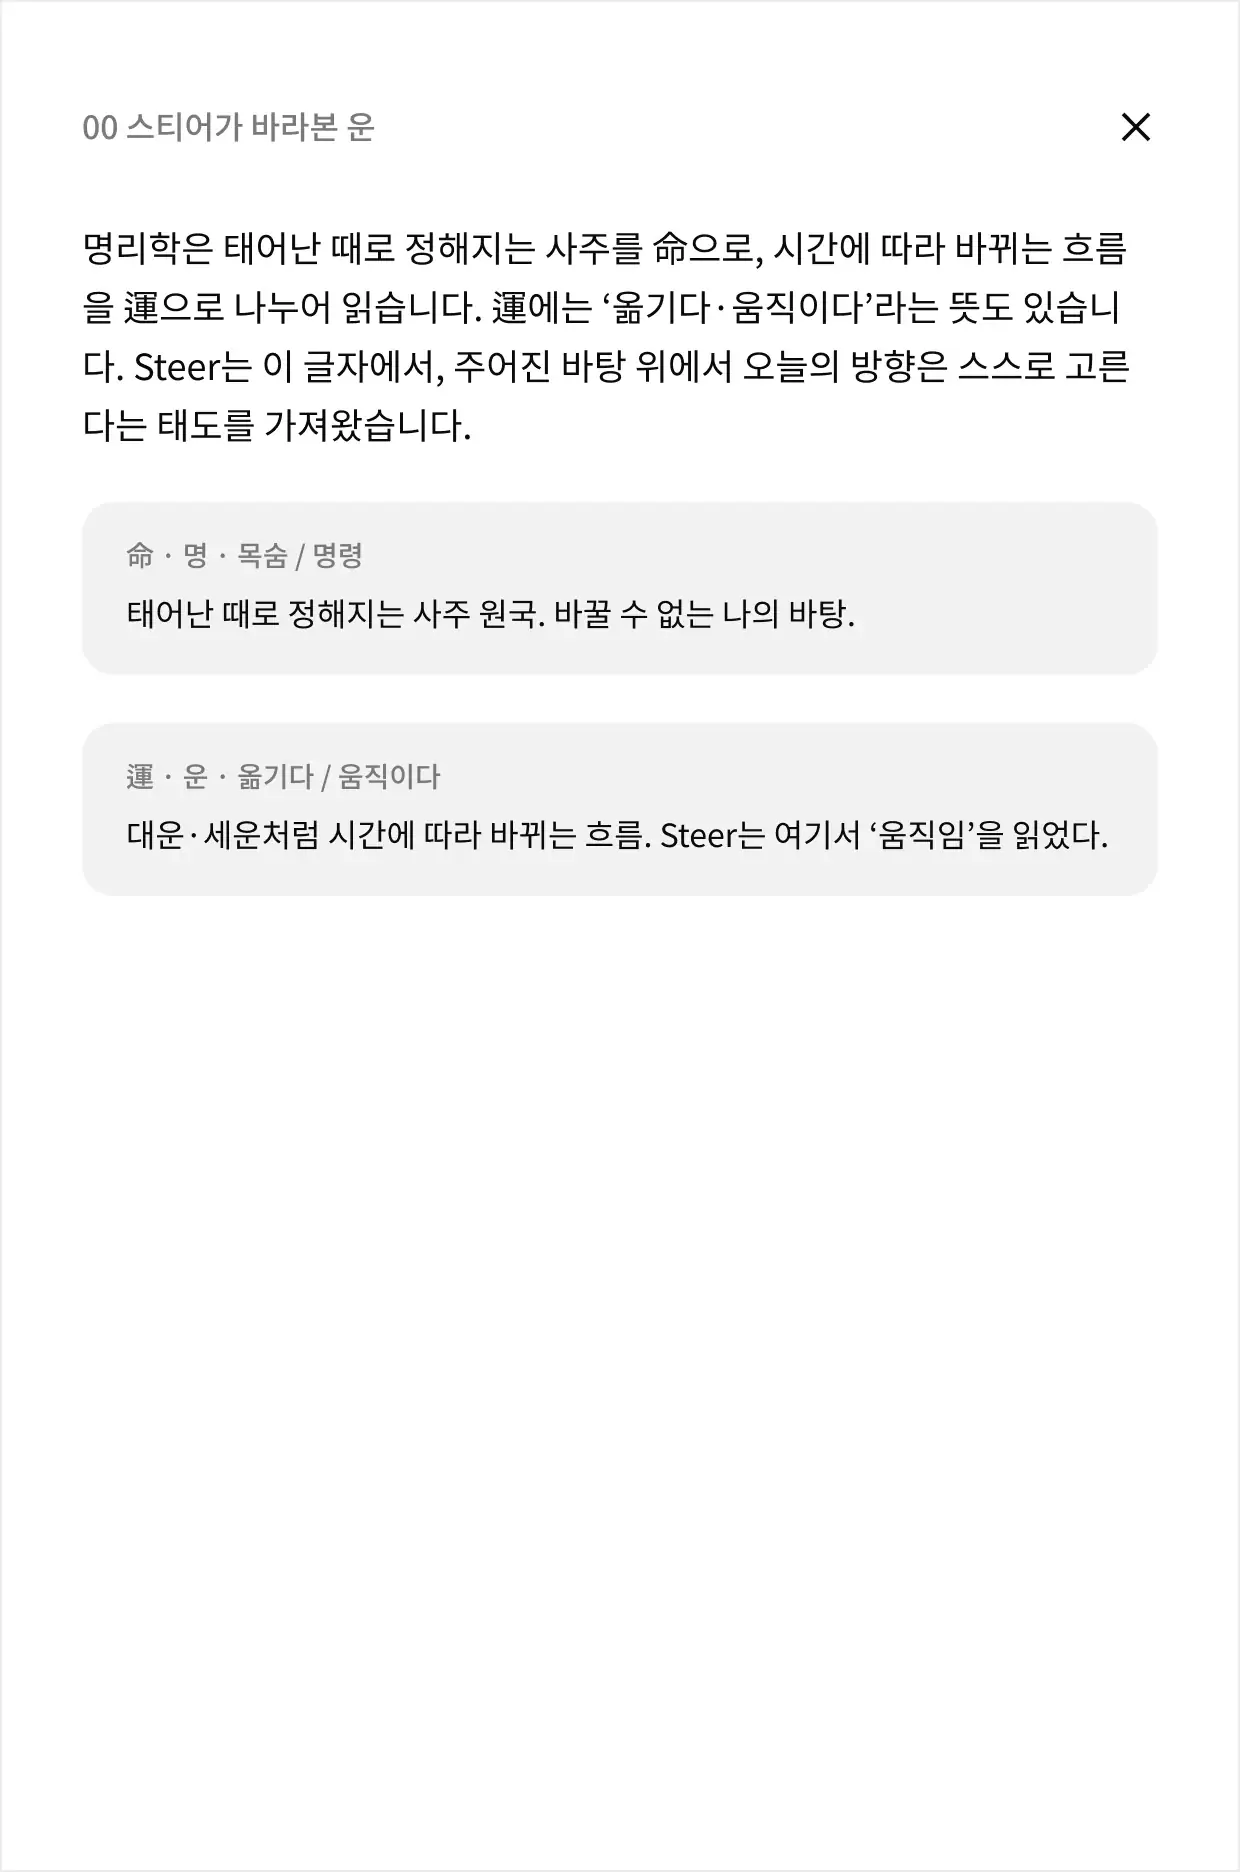 00 스티어가 바라본 운
명리학은 태어난 때로 정해지는 사주를 命으로, 시간에 따라 바뀌는 흐름
을 運으로 나누어 읽습니다. 運에는 ‘옮기다·움직이다’라는 뜻도 있습니
다. Steer는 이 글자에서, 주어진 바탕 위에서 오늘의 방향은 스스로 고른
다는 태도를 가져왔습니다.
命 · 명 · 목숨 / 명령
태어난 때로 정해지는 사주 원국. 바꿀 수 없는 나의 바탕.
運 · 운 · 옮기다 / 움직이다
대운·세운처럼 시간에 따라 바뀌는 흐름. Steer는 여기서 ‘움직임’을 읽었다.